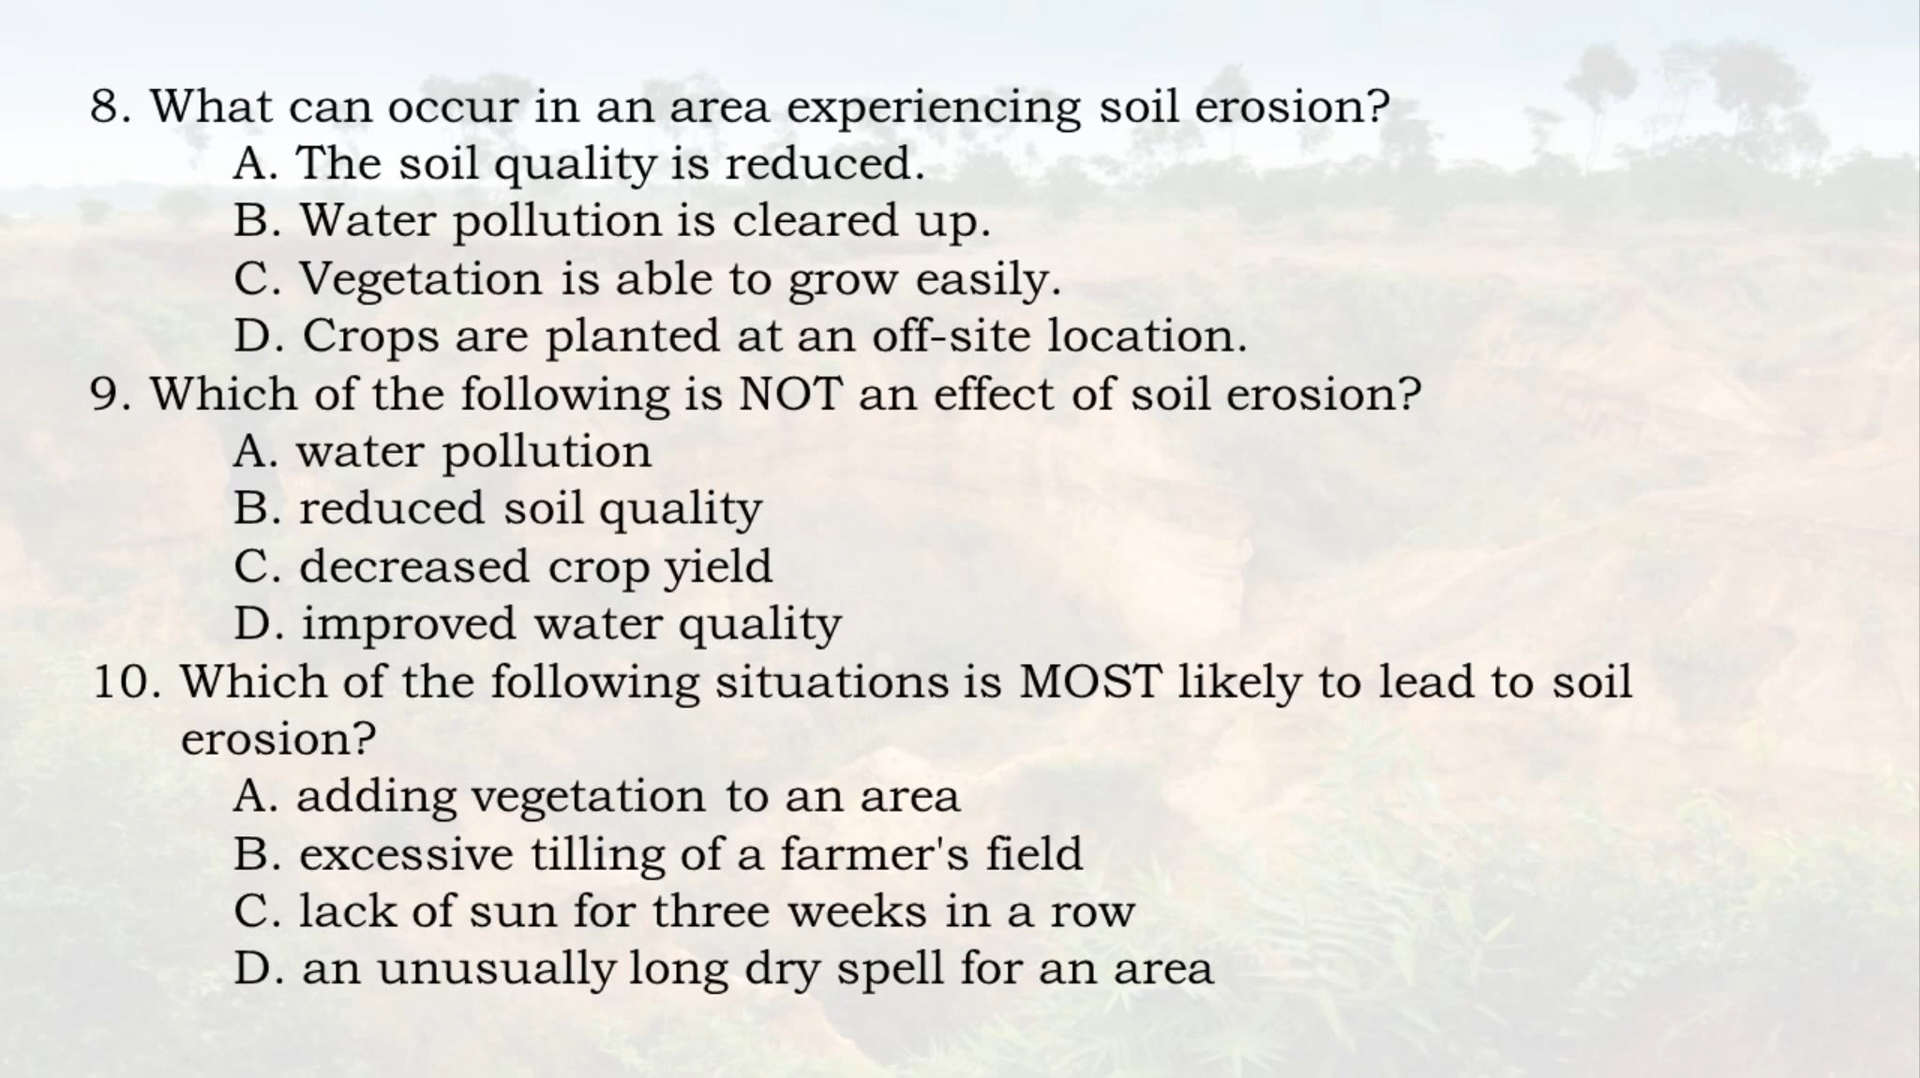 8. What can occur in an area experiencing soil erosion?
A. The soil quality is reduced.
B. Water pollution is cleared up.
C. Vegetation is able to grow easily.
D. Crops are planted at an off-site location.
9. Which of the following is NOT an effect of soil erosion?
A. water pollution
B. reduced soil quality
C. decreased crop yield
D. improved water quality
10. Which of the following situations is MOST likely to lead to soil
erosion?
A. adding vegetation to an area
B. excessive tilling of a farmer's field
C. lack of sun for three weeks in a row
D. an unusually long dry spell for an area